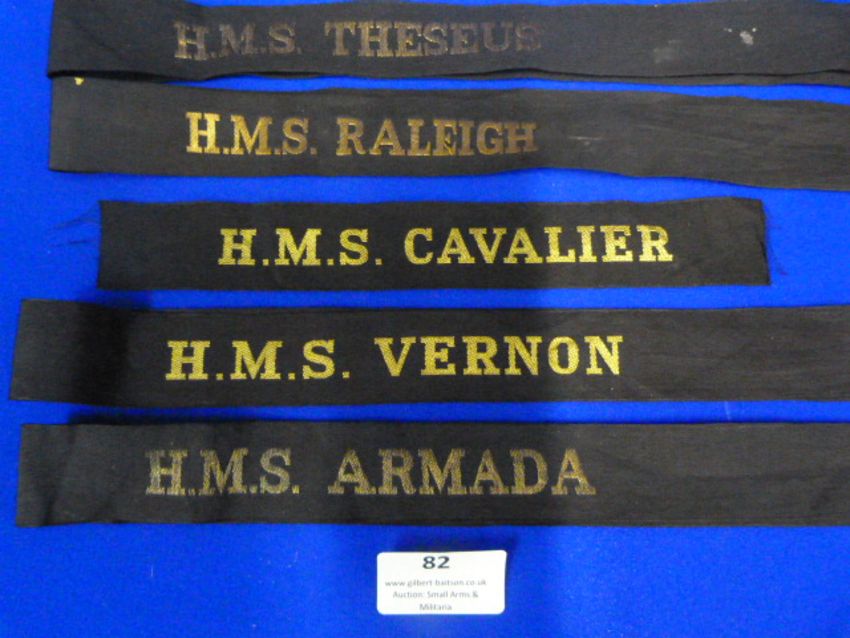 H.M.S. THESEUS
H.M.S. RALEIGH
H.M.S. CAVALIER
H.M.S. VERNON
H.M.S. ARMADA
82
www.gilbert-baitson.co.uk
Auction: Small Arms &
Militaria